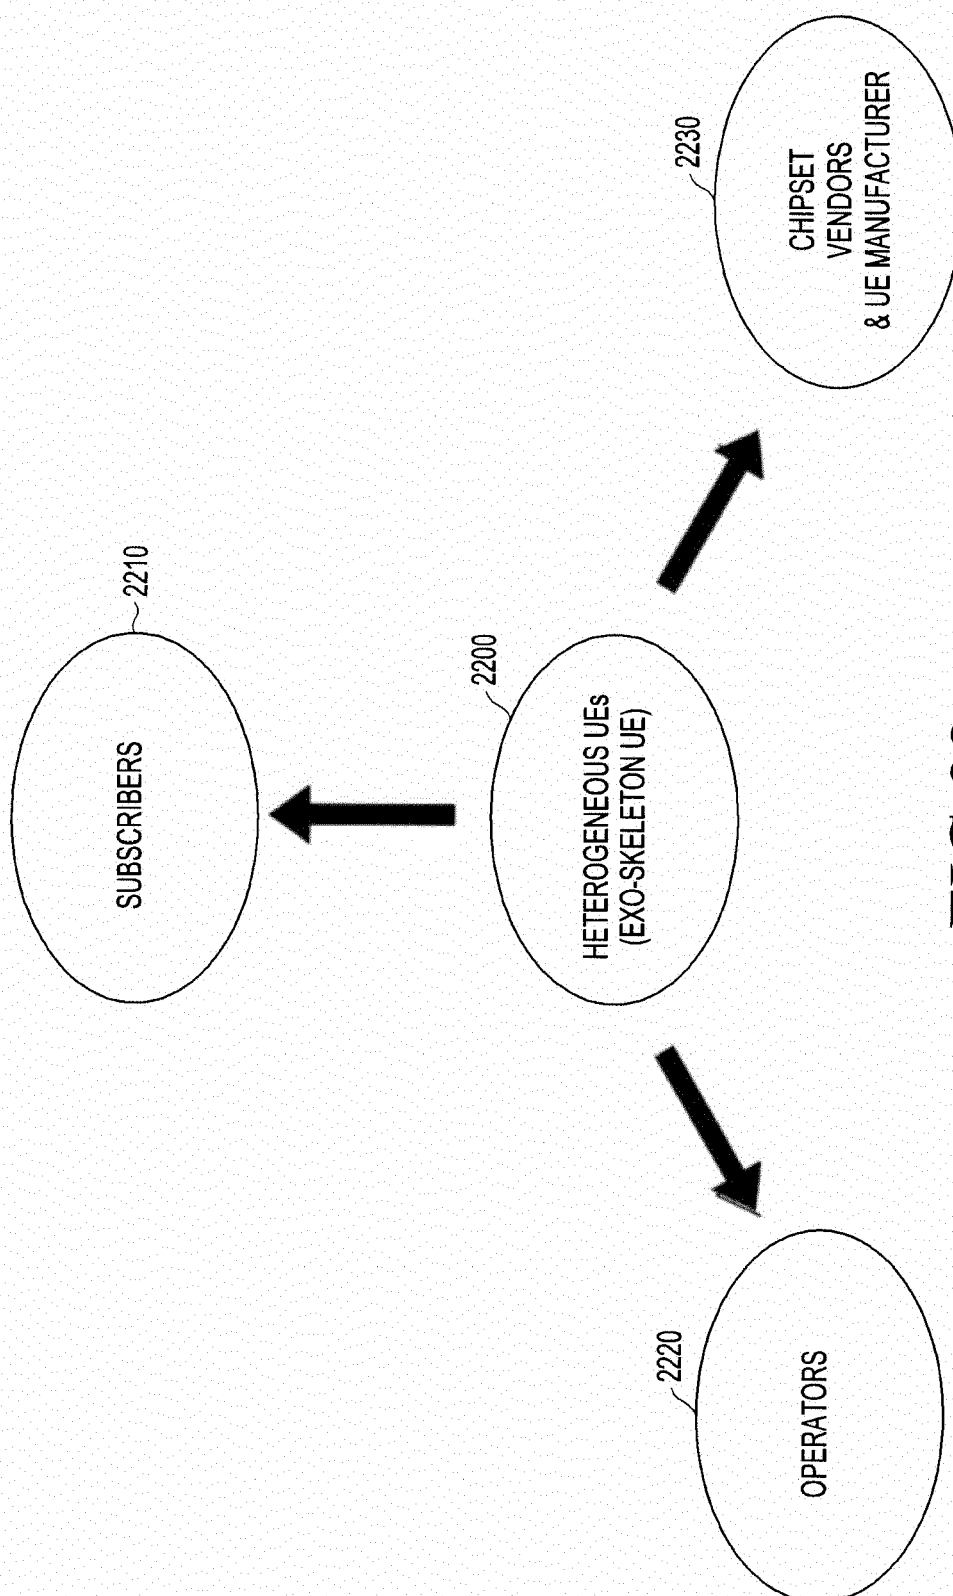 2210
SUBSCRIBERS
2200
HETEROGENEOUS UEs
(EXO-SKELETON UE)
2220
OPERATORS
2230
CHIPSET
VENDORS
& UE MANUFACTURER